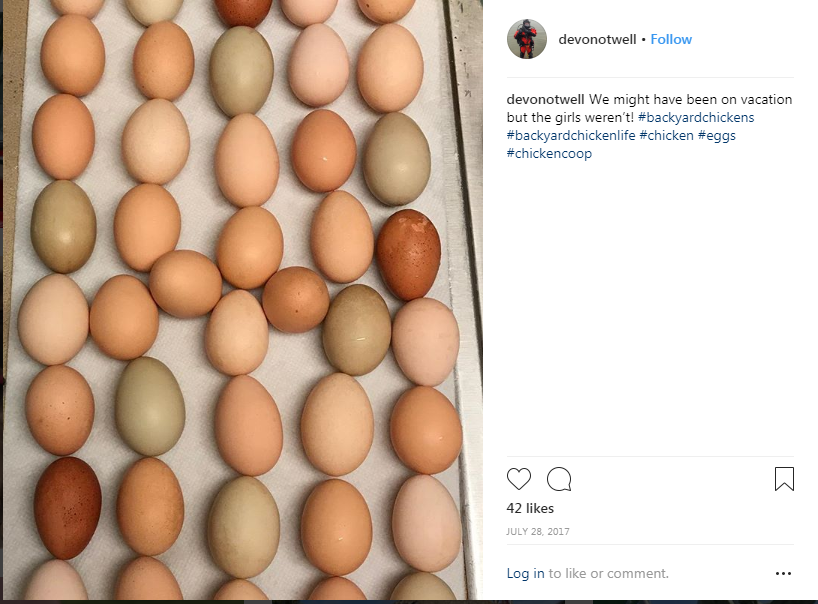 devonotwell • Follow
devonotwell We might have been on vacation
but the girls weren't! #backyardchickens
#backyardchickenlife #chicken #eggs
#chickencoop
42 likes
JULY 28, 2017
Log in to like or comment.